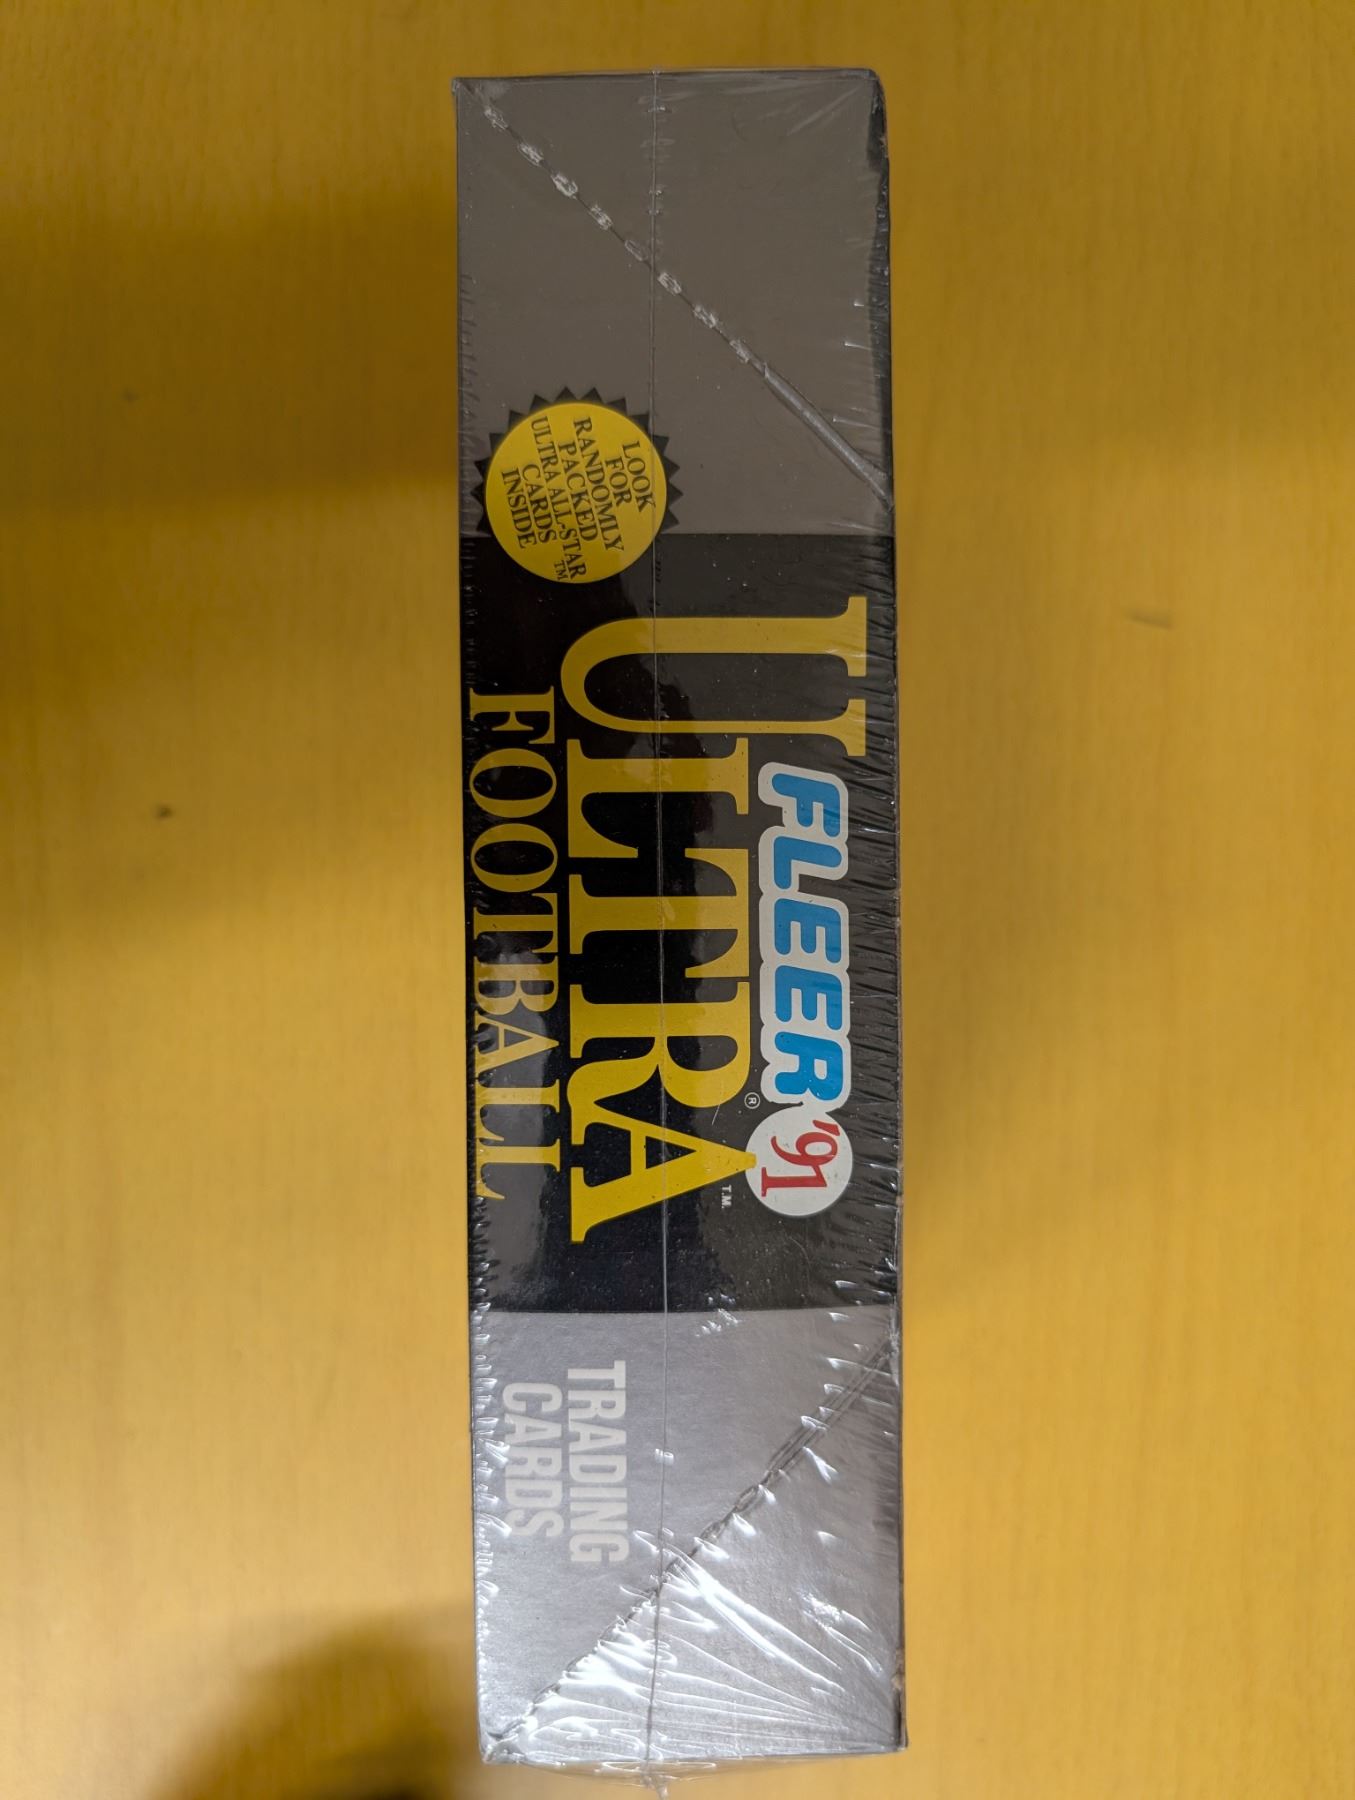 LOOK
FOR
RANDOMLY
PACKED
ULTRA ALL-STAR™
CARDS
INSIDE
FLEER® '91
ULTRA™
FOOTBALL
TRADING
CARDS